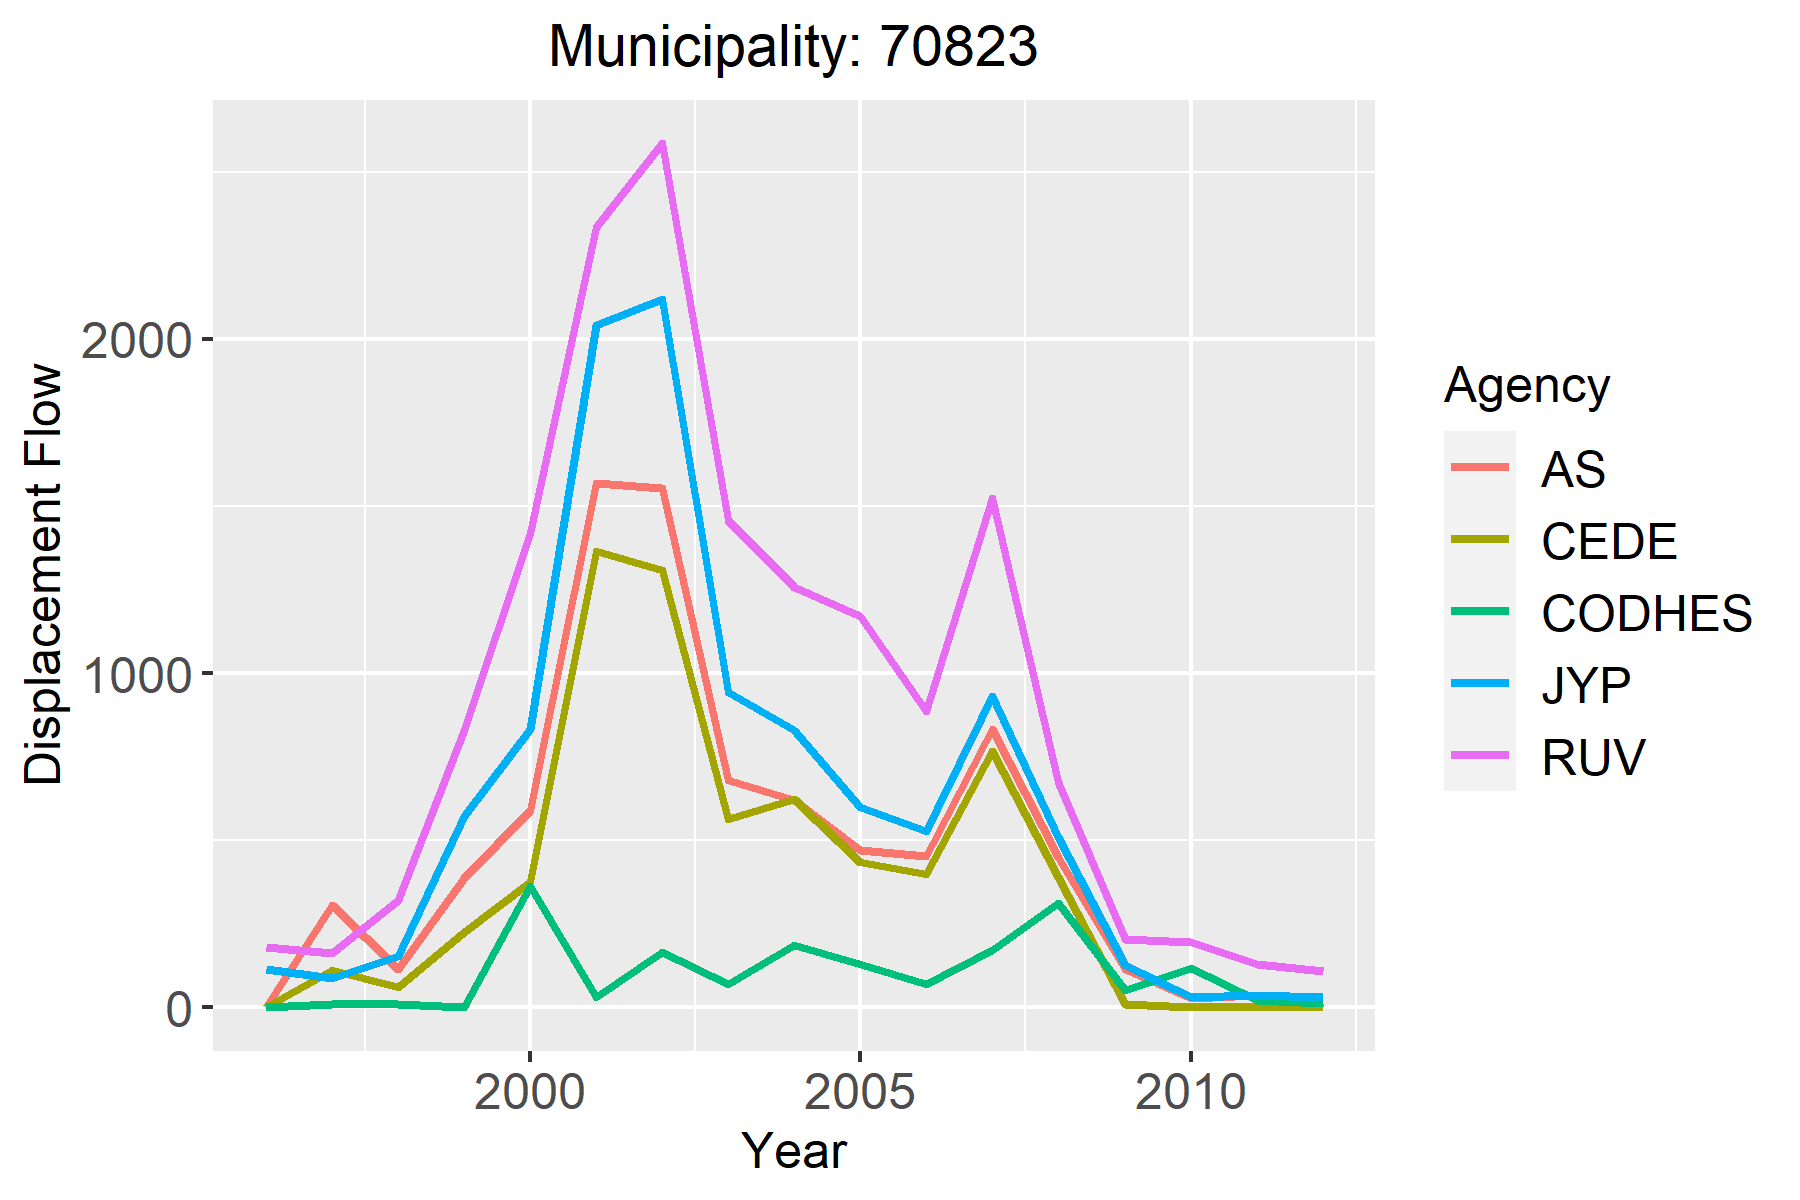 Municipality: 70823
Displacement Flow
2000
1000
0
2000 2005 2010
Year
Agency
AS
CEDE
CODHES
JYP
RUV